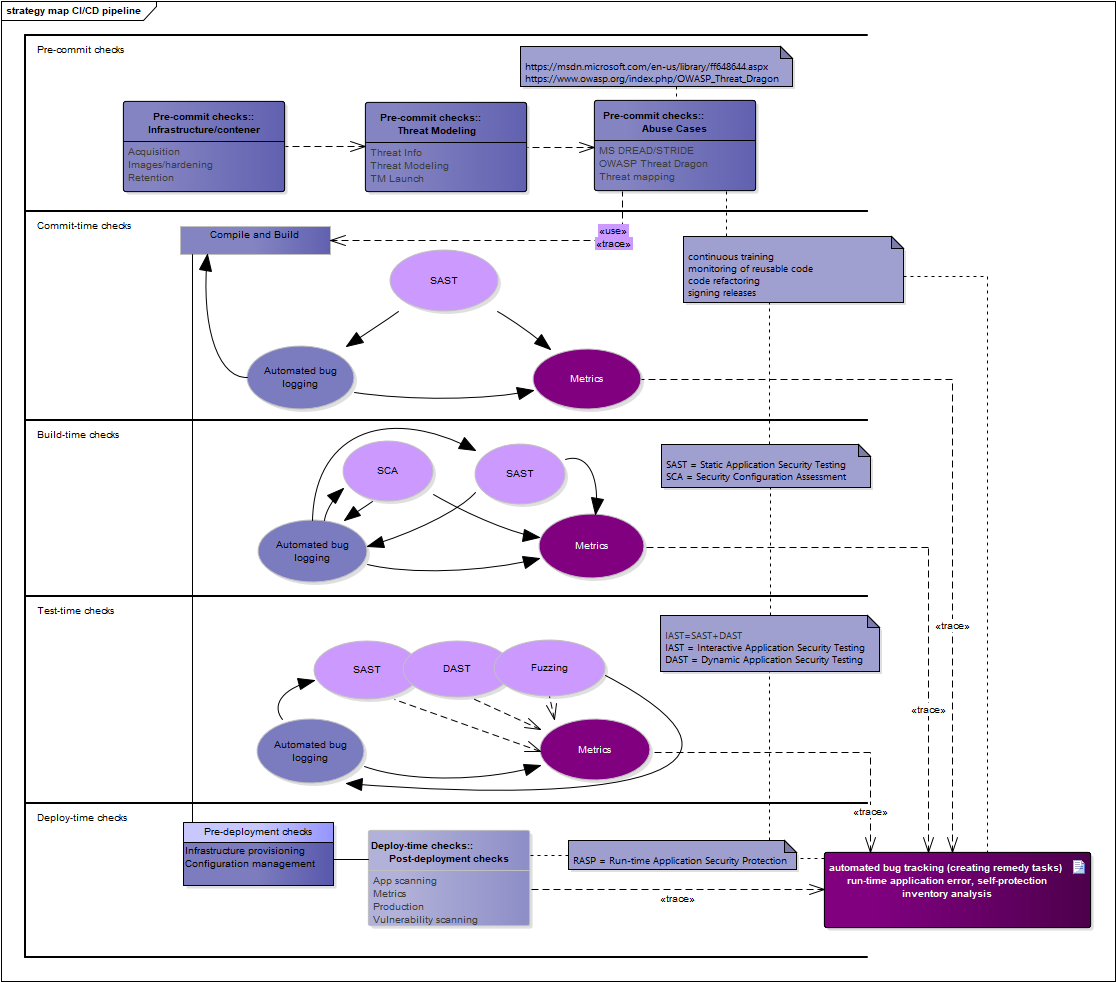 strategy map CI/CD pipeline
Pre-commit checks
https://msdn.microsoft.com/en-us/library/ff648644.aspx
https://www.owasp.org/index.php/OWASP_Threat_Dragon
Pre-commit checks::
Infrastructure/contener
Acquisition
Images/hardening
Retention
Pre-commit checks::
Threat Modeling
Threat Info
Threat Modeling
TM Launch
Pre-commit checks::
Abuse Cases
MS DREAD/STRIDE
OWASP Threat Dragon
Threat mapping
Commit-time checks
Compile and Build
«use»
«trace»
continuous training
monitoring of reusable code
code refactoring
signing releases
SAST
Automated bug
logging
Metrics
Build-time checks
SCA
SAST
SAST = Static Application Security Testing
SCA = Security Configuration Assessment
Automated bug
logging
Metrics
Test-time checks
«trace»
IAST=SAST+DAST
IAST = Interactive Application Security Testing
DAST = Dynamic Application Security Testing
SAST
DAST
Fuzzing
«trace»
Automated bug
logging
Metrics
Deploy-time checks
«trace»
Pre-deployment checks
Infrastructure provisioning
Configuration management
Deploy-time checks::
Post-deployment checks
App scanning
Metrics
Production
Vulnerability scanning
RASP = Run-time Application Security Protection
«trace»
automated bug tracking (creating remedy tasks)
run-time application error, self-protection
inventory analysis